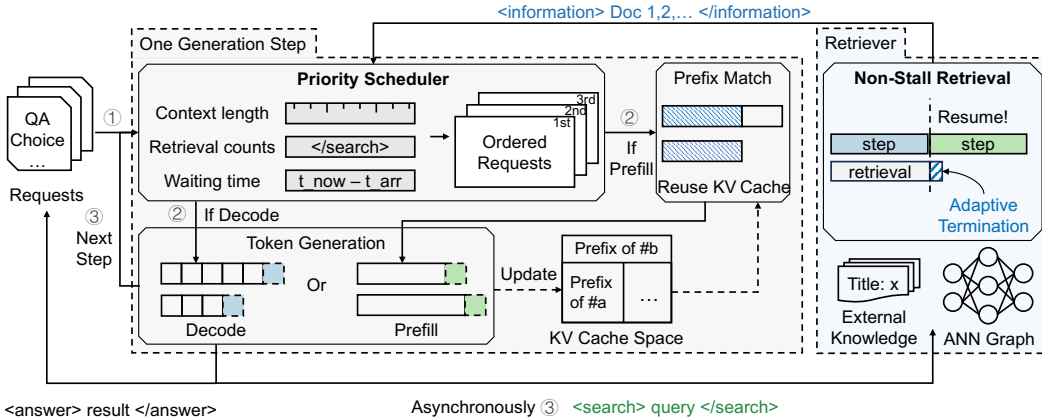 <information> Doc 1,2,... </information>
One Generation Step
Retriever
Priority Scheduler
Context length
Retrieval counts
</search>
Waiting time
t_now – t_arr
3rd
2nd
1st
Ordered
Requests
①
QA
Choice
...
Requests
②
If
Prefill
Prefix Match
Reuse KV Cache
Non-Stall Retrieval
Resume!
step
step
retrieval
Adaptive
Termination
③
Next
Step
②
If Decode
Token Generation
Or
Decode
Prefill
Update
Prefix of #b
Prefix
of #a
...
KV Cache Space
Title: x
External
Knowledge
ANN Graph
<answer> result </answer>
Asynchronously ③ <search> query </search>